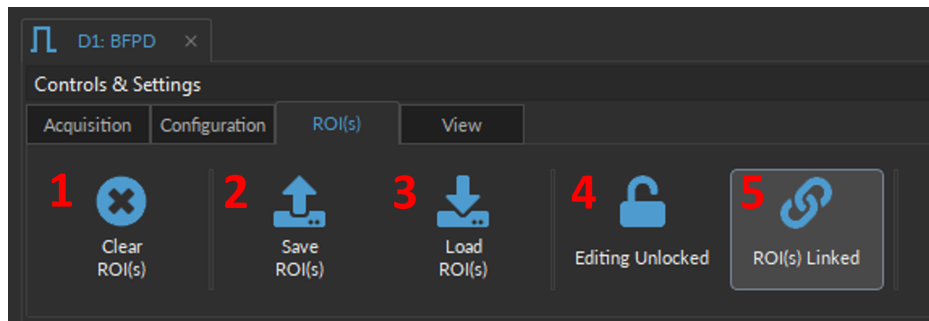 D1: BFPD ×
Controls & Settings
Acquisition Configuration ROI(s) View
1 2 3 4 5
Clear
ROI(s)
Save
ROI(s)
Load
ROI(s)
Editing Unlocked
ROI(s) Linked